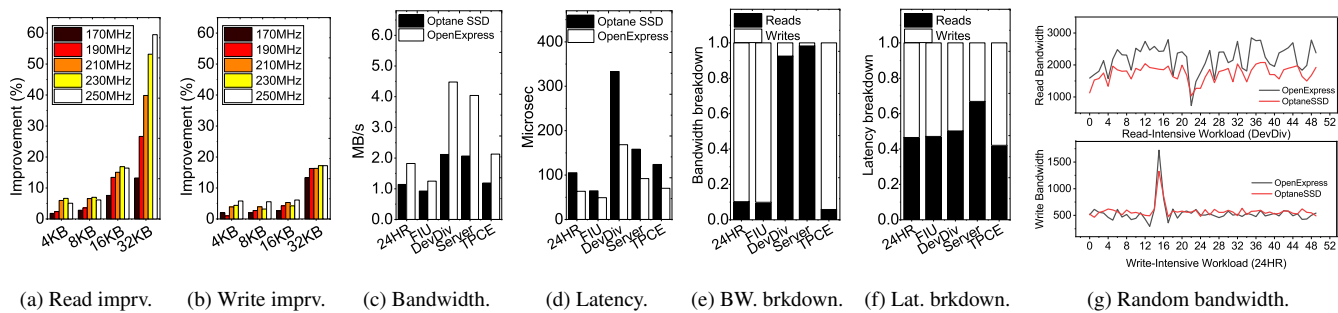 Improvement (%)
60
50
40
30
20
10
0
170MHz
190MHz
210MHz
230MHz
250MHz
4KB
8KB
16KB
32KB
(a) Read imprv.
Improvement (%)
60
50
40
30
20
10
0
170MHz
190MHz
210MHz
230MHz
250MHz
4KB
8KB
16KB
32KB
(b) Write imprv.
MB/s
6.0
4.0
2.0
1.0
0.0
Optane SSD
OpenExpress
24HR
FIU
DevDiv
Server
TPCE
(c) Bandwidth.
Microsec
400
300
200
100
0
Optane SSD
OpenExpress
24HR
FIU
DevDiv
Server
TPCE
(d) Latency.
Bandwidth breakdown
1.0
0.8
0.6
0.4
0.2
0.0
Reads
Writes
24HR
FIU
DevDiv
Server
TPCE
(e) BW. brkdown.
Latency breakdown
1.0
0.8
0.6
0.4
0.2
0.0
Reads
Writes
24HR
FIU
DevDiv
Server
TPCE
(f) Lat. brkdown.
Read Bandwidth
3000
2000
1000
OpenExpress
OptaneSSD
0 4 8 12 16 20 24 28 32 36 40 44 48 52
Read-Intensive Workload (DevDiv)
Write Bandwidth
1500
1000
500
OpenExpress
OptaneSSD
0 4 8 12 16 20 24 28 32 36 40 44 48 52
Write-Intensive Workload (24HR)
(g) Random bandwidth.